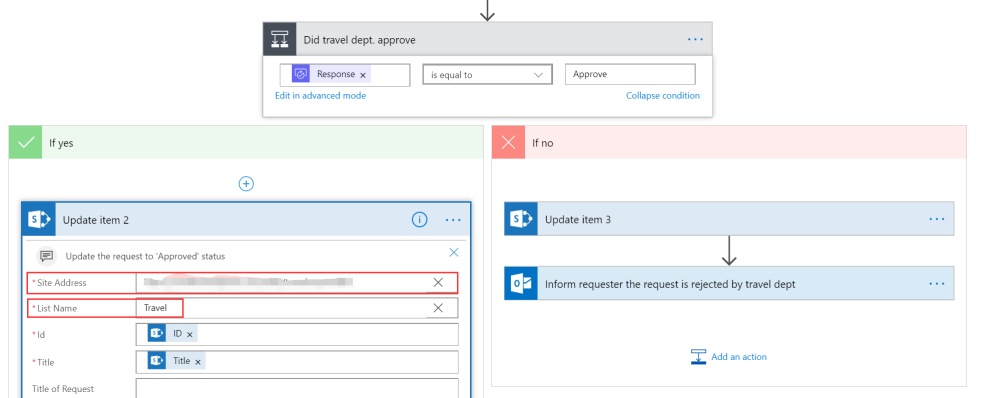 Did travel dept. approve
Response x
is equal to
Approve
Edit in advanced mode
Collapse condition
If yes
If no
Update item 2
Update item 3
Update the request to 'Approved' status
*Site Address
Inform requester the request is rejected by travel dept
*List Name
Travel
*Id
ID x
*Title
Title x
Add an action
Title of Request